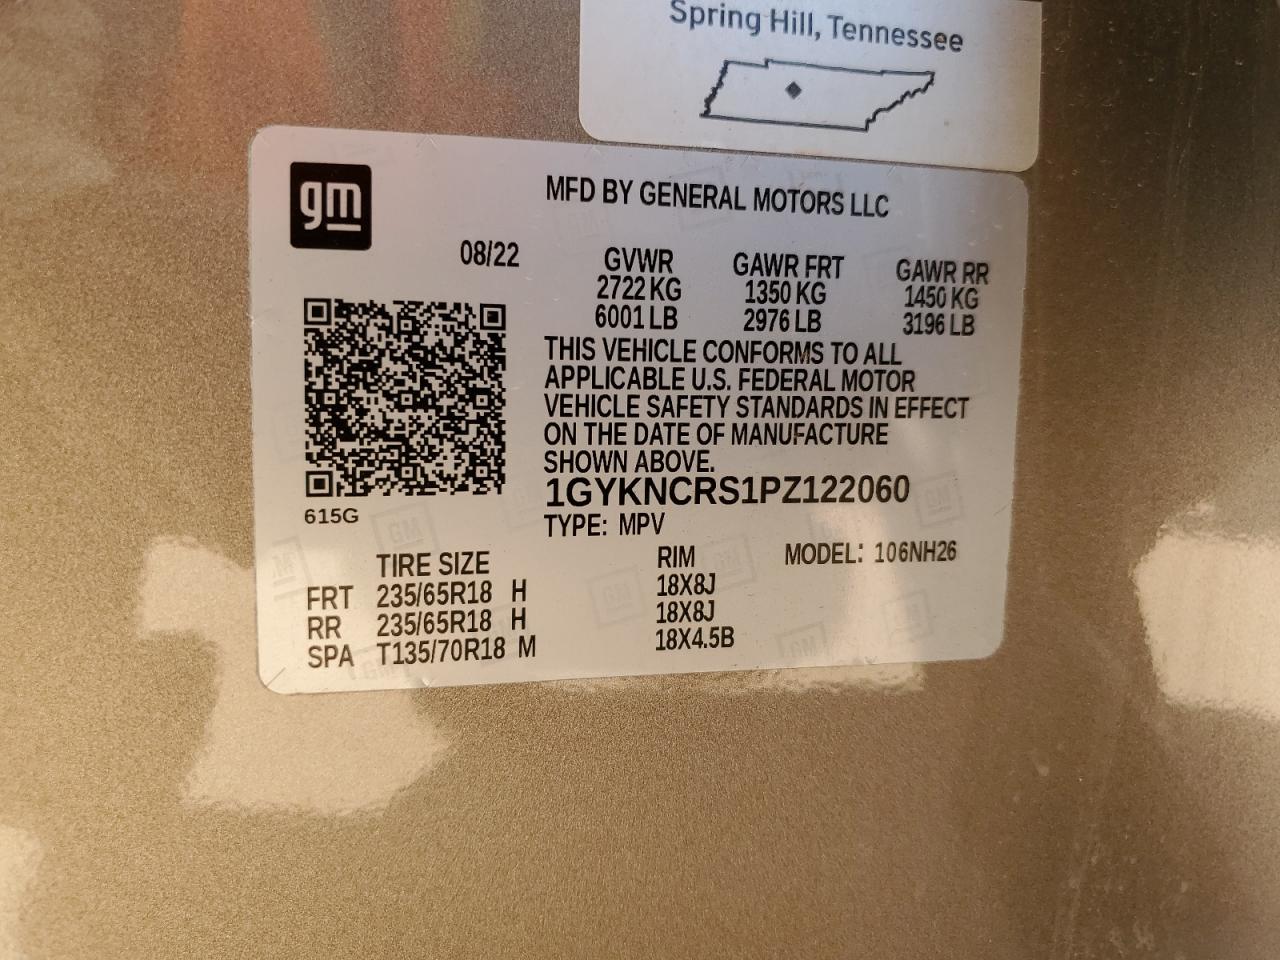 Spring Hill, Tennessee
gm
MFD BY GENERAL MOTORS LLC
08/22 GVWR GAWR FRT GAWR RR
2722 KG 1350 KG 1450 KG
6001 LB 2976 LB 3196 LB
THIS VEHICLE CONFORMS TO ALL
APPLICABLE U.S. FEDERAL MOTOR
VEHICLE SAFETY STANDARDS IN EFFECT
ON THE DATE OF MANUFACTURE
SHOWN ABOVE.
1GYKNCRS1PZ122060
615G
TYPE: MPV
TIRE SIZE RIM MODEL: 106NH26
FRT 235/65R18 H 18X8J
RR 235/65R18 H 18X8J
SPA T135/70R18 M 18X4.5B